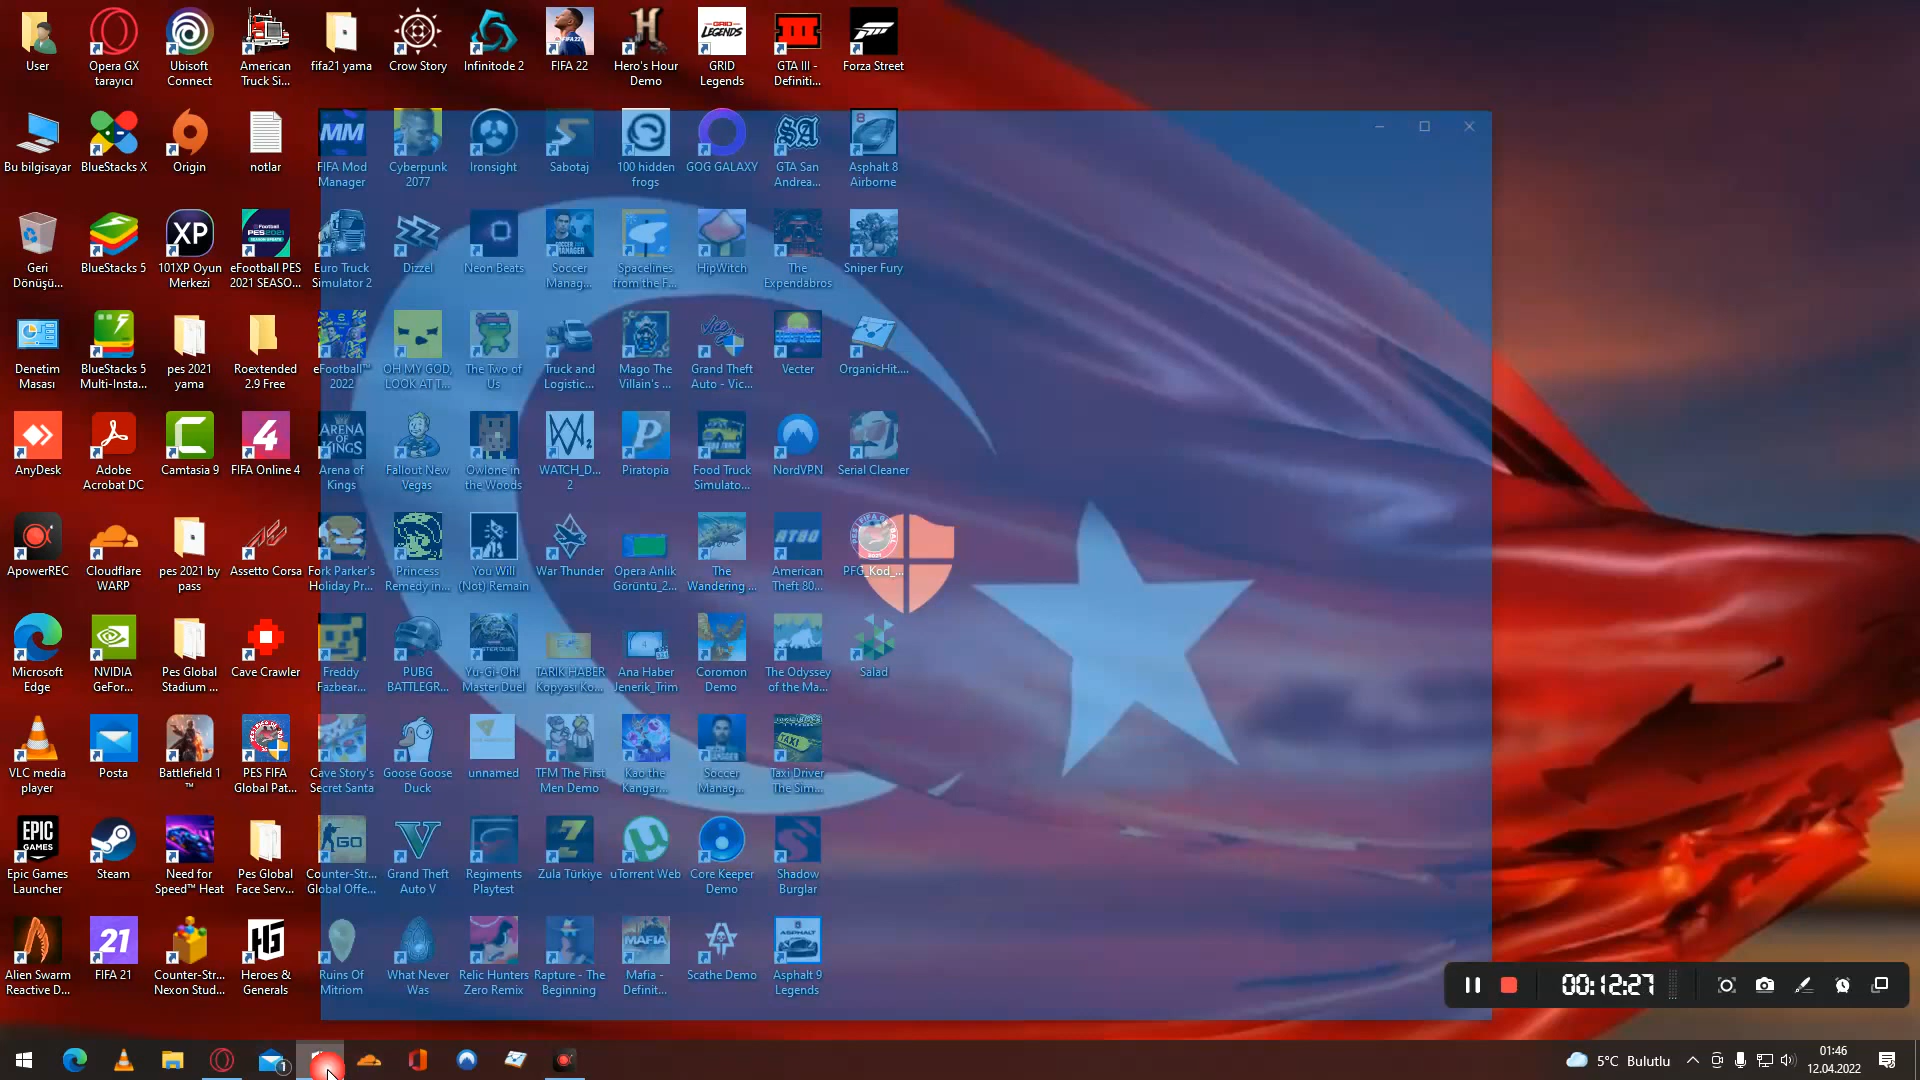 User
Opera GX
tarayıcı
Ubisoft
Connect
American
Truck Si...
fifa21 yama
Crow Story
Infinitode 2
FIFA 22
Hero's Hour
Demo
GRID
Legends
GTA III -
Definiti...
Forza Street
Bu bilgisayar
BlueStacks X
Origin
notlar
FIFA Mod
Manager
Cyberpunk
2077
Ironsight
Sabotaj
100 hidden
frogs
GOG GALAXY
GTA San
Andrea...
Asphalt 8
Airborne
Geri
Dönüşü...
BlueStacks 5
101XP Oyun
Merkezi
eFootball PES
2021 SEASO...
Euro Truck
Simulator 2
Dizzel
Neon Beats
Soccer
Manag...
Spacelines
from the F...
HipWitch
The
Expendabros
Sniper Fury
Denetim
Masası
BlueStacks 5
Multi-Insta...
pes 2021
yama
Roextended
2.9 Free
eFootball™
2022
OH MY GOD,
LOOK AT T...
The Two of
Us
Truck and
Logistic...
Mago The
Villain's ...
Grand Theft
Auto - Vic...
Vecter
OrganicHit....
AnyDesk
Adobe
Acrobat DC
Camtasia 9
FIFA Online 4
Arena of
Kings
Fallout New
Vegas
Owlone in
the Woods
WATCH_D...
2
Piratopia
Food Truck
Simulato...
NordVPN
Serial Cleaner
ApowerREC
Cloudflare
WARP
pes 2021 by
pass
Assetto Corsa
Fork Parker's
Holiday Pr...
Princess
Remedy in...
You Will
(Not) Remain
War Thunder
Opera Anlık
Görüntü_2...
The
Wandering ...
American
Theft 80...
PFG_Kod_...
Microsoft
Edge
NVIDIA
GeFor...
Pes Global
Stadium ...
Cave Crawler
Freddy
Fazbear...
PUBG
BATTLEGR...
Yu-Gi-Oh!
Master Duel
TARIK HABER
Kopyası Ko...
Ana Haber
Jenerik_Trim
Coromon
Demo
The Odyssey
of the Ma...
Salad
VLC media
player
Posta
Battlefield 1
™
PES FIFA
Global Pat...
Cave Story's
Secret Santa
Goose Goose
Duck
unnamed
TFM The First
Men Demo
Kao the
Kangar...
Soccer
Manag...
Taxi Driver
The Sim...
Epic Games
Launcher
Steam
Need for
Speed™ Heat
Pes Global
Face Serv...
Counter-Str...
Global Offe...
Grand Theft
Auto V
Regiments
Playtest
Zula Türkiye
uTorrent Web
Core Keeper
Demo
Shadow
Burglar
Alien Swarm
Reactive D...
FIFA 21
Counter-Str...
Nexon Stud...
Heroes &
Generals
Ruins Of
Mitriom
What Never
Was
Relic Hunters
Zero Remix
Rapture - The
Beginning
Mafia -
Definit...
Scathe Demo
Asphalt 9
Legends
00:12:27
1
5°C Bulutlu
01:46
12.04.2022